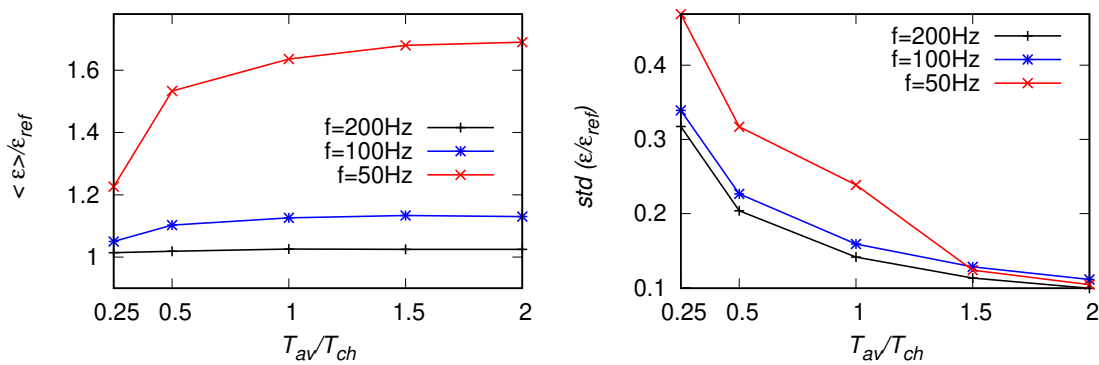 1.6
1.4
1.2
1
0.25
0.5
1
1.5
2
< ε>/ε_ref
T_av/T_ch
f=200Hz
f=100Hz
f=50Hz
0.4
0.3
0.2
0.1
0.25
0.5
1
1.5
2
std (ε/ε_ref)
T_av/T_ch
f=200Hz
f=100Hz
f=50Hz